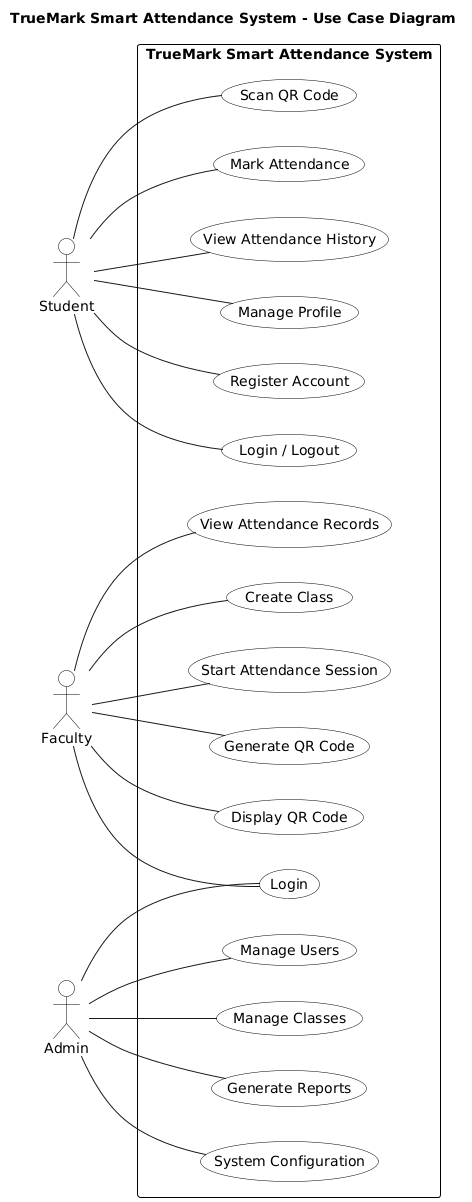 TrueMark Smart Attendance System - Use Case Diagram
TrueMark Smart Attendance System
Scan QR Code
Mark Attendance
View Attendance History
Student
Manage Profile
Register Account
Login / Logout
View Attendance Records
Create Class
Start Attendance Session
Faculty
Generate QR Code
Display QR Code
Login
Manage Users
Manage Classes
Admin
Generate Reports
System Configuration